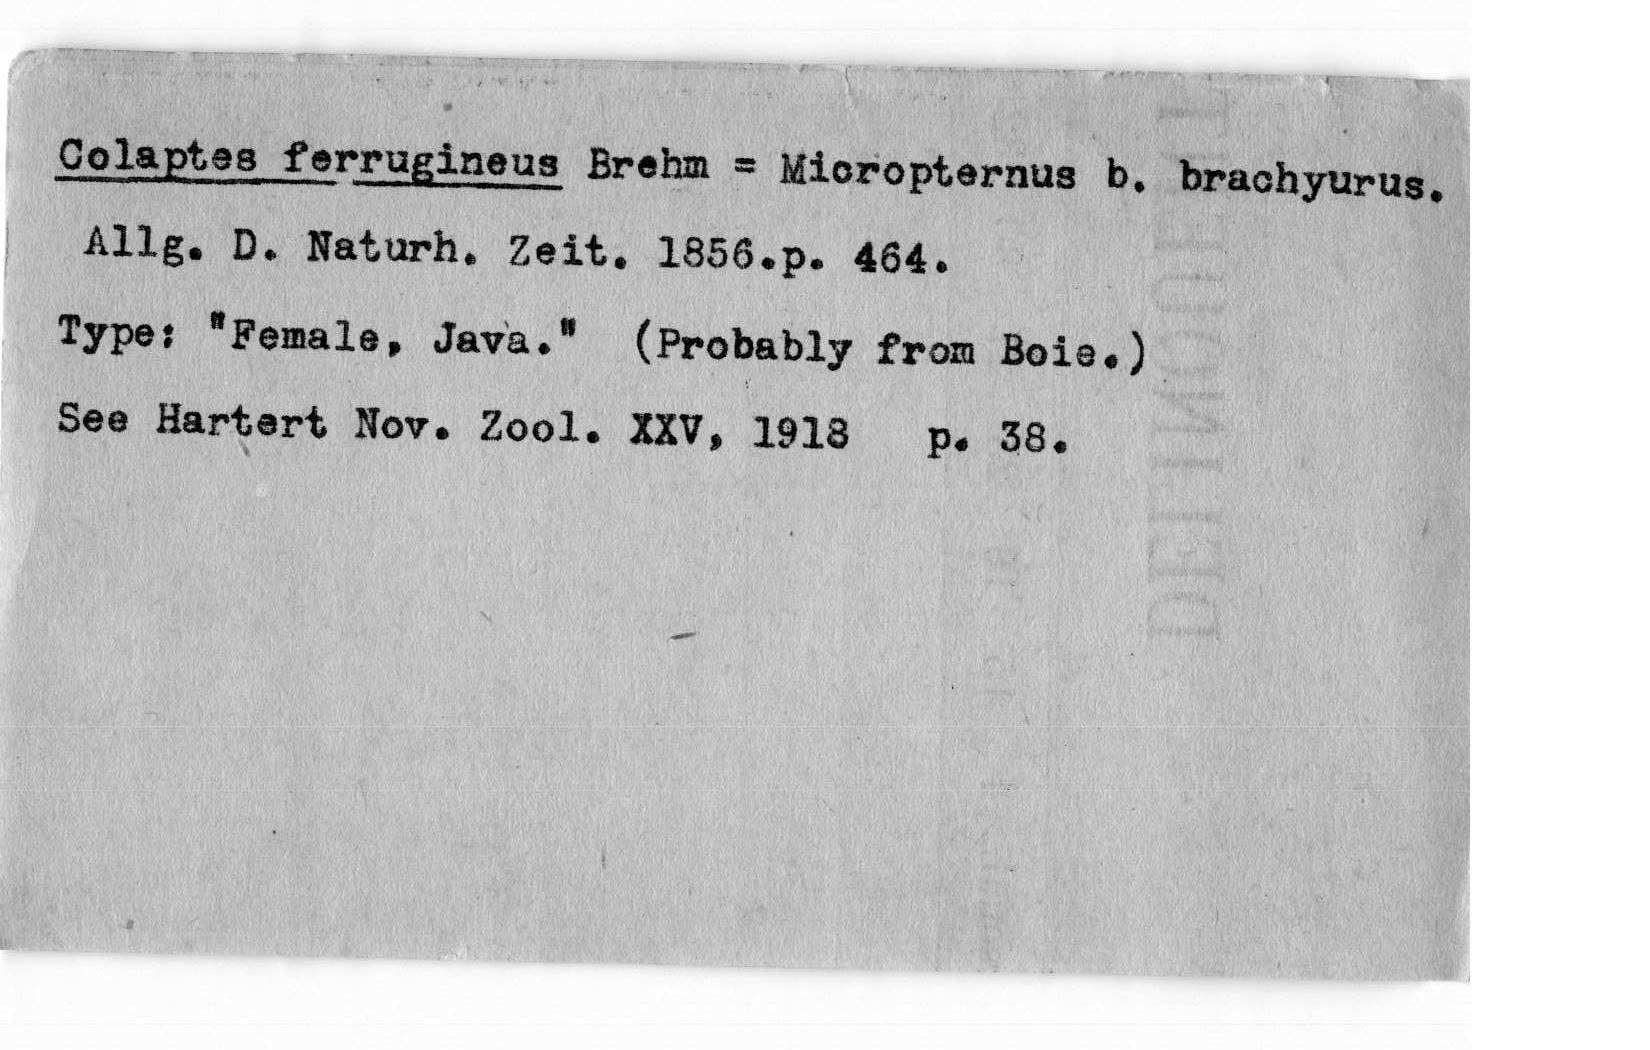 Colaptes ferrugineus Brehm = Micropternus b. brachyurus.
Allg. D. Naturh. Zeit. 1856.p. 464.
Type: "Female, Java." (Probably from Boie.)
See Hartert Nov. Zool. XXV, 1918 p. 38.